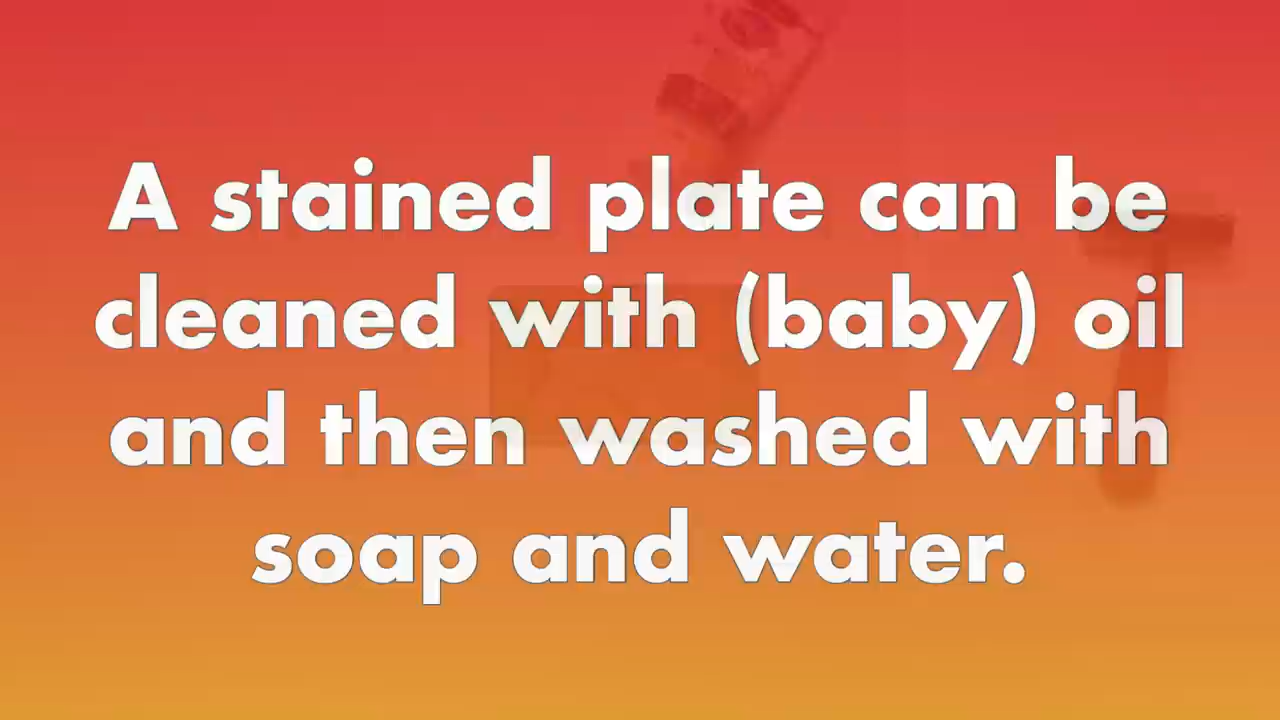 A stained plate can be
cleaned with (baby) oil
and then washed with
soap and water.